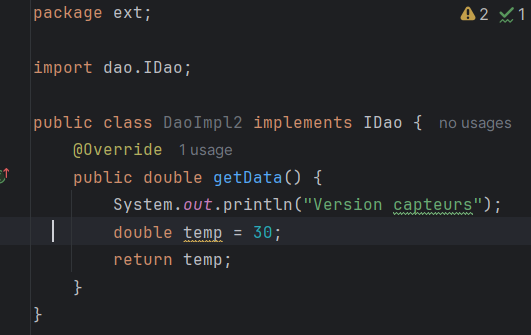 package ext;
2 1
import dao.IDao;
public class DaoImpl2 implements IDao { no usages
@Override 1 usage
public double getData() {
System.out.println("Version capteurs");
double temp = 30;
return temp;
}
}